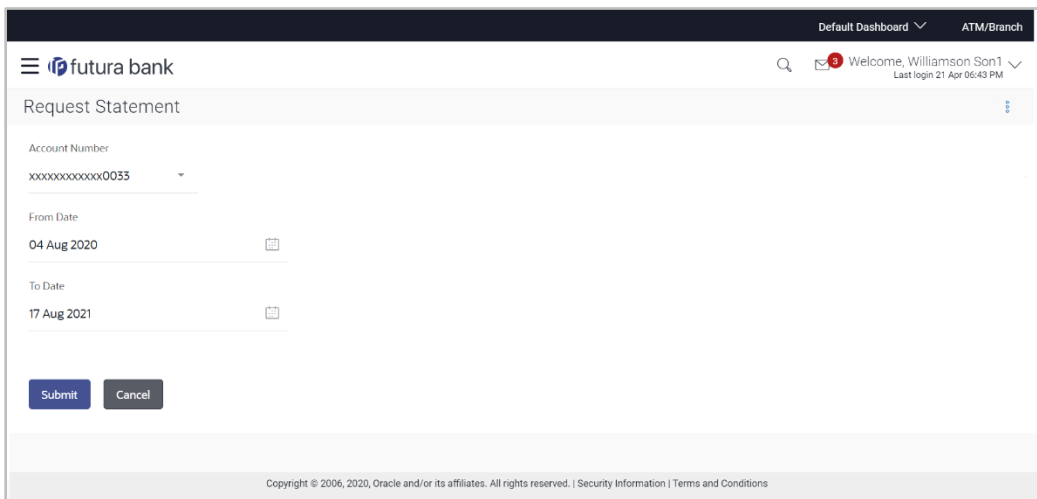 Default Dashboard ATM/Branch
futura bank
3 Welcome, Williamson Son1
Last login 21 Apr 06:43 PM
Request Statement
Account Number
xxxxxxxxxxxx0033
From Date
04 Aug 2020
To Date
17 Aug 2021
Submit Cancel
Copyright © 2006, 2020, Oracle and/or its affiliates. All rights reserved. | Security Information | Terms and Conditions